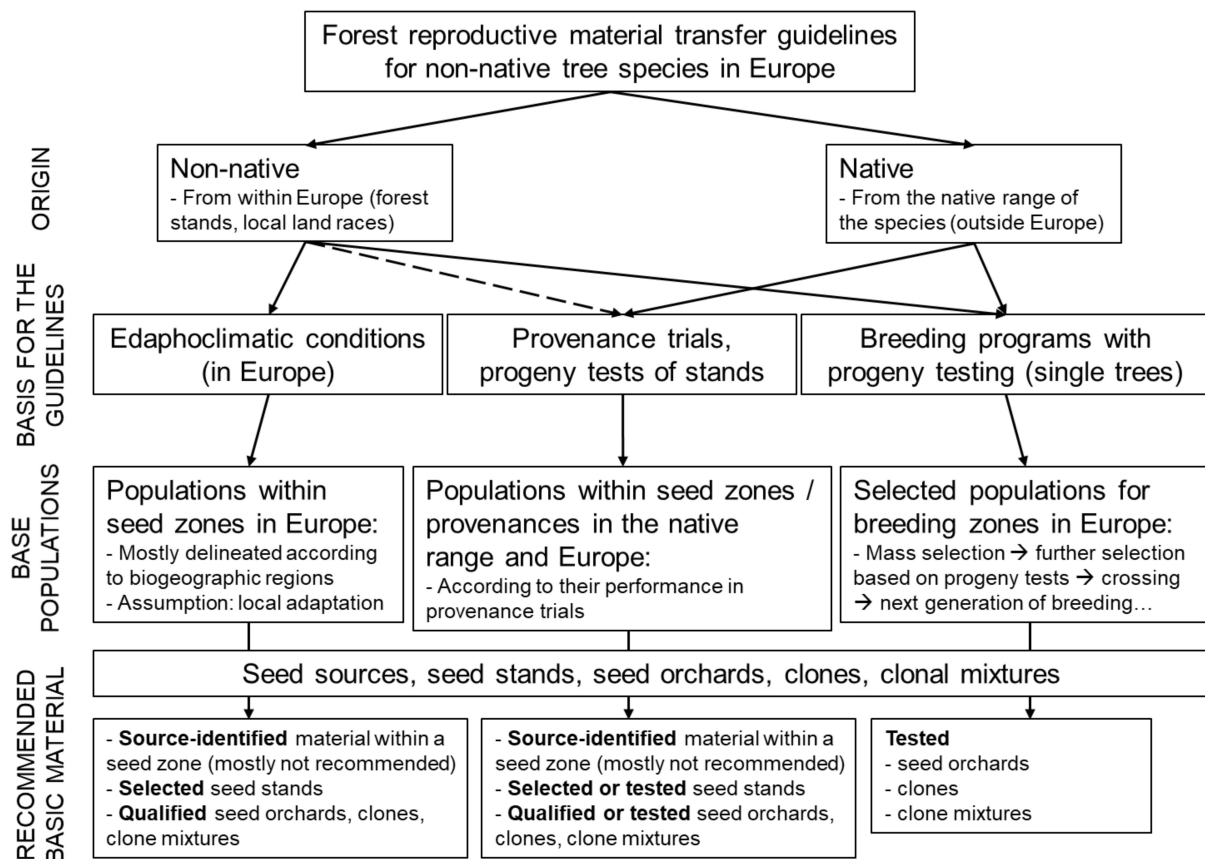 Forest reproductive material transfer guidelines
for non-native tree species in Europe
ORIGIN
Non-native
- From within Europe (forest
stands, local land races)
Native
- From the native range of
the species (outside Europe)
BASIS FOR THE
GUIDELINES
Edaphoclimatic conditions
(in Europe)
Provenance trials,
progeny tests of stands
Breeding programs with
progeny testing (single trees)
BASE
POPULATIONS
Populations within
seed zones in Europe:
- Mostly delineated according
to biogeographic regions
- Assumption: local adaptation
Populations within seed zones /
provenances in the native
range and Europe:
- According to their performance in
provenance trials
Selected populations for
breeding zones in Europe:
- Mass selection → further selection
based on progeny tests → crossing
→ next generation of breeding…
RECOMMENDED
BASIC MATERIAL
Seed sources, seed stands, seed orchards, clones, clonal mixtures
- Source-identified material within a
seed zone (mostly not recommended)
- Selected seed stands
- Qualified seed orchards, clones,
clone mixtures
- Source-identified material within a
seed zone (mostly not recommended)
- Selected or tested seed stands
- Qualified or tested seed orchards,
clones, clone mixtures
Tested
- seed orchards
- clones
- clone mixtures